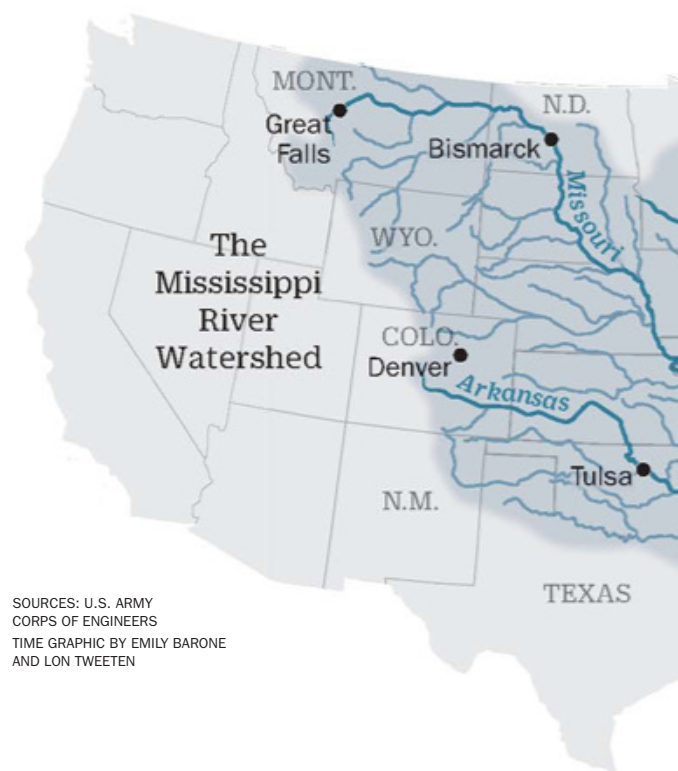 MONT.
Great
Falls
N.D.
Bismarck
Missouri
WYO.
The
Mississippi
River
Watershed
COLO.
Denver
Arkansas
Tulsa
N.M.
TEXAS
SOURCES: U.S. ARMY
CORPS OF ENGINEERS
TIME GRAPHIC BY EMILY BARONE
AND LON TWEETEN